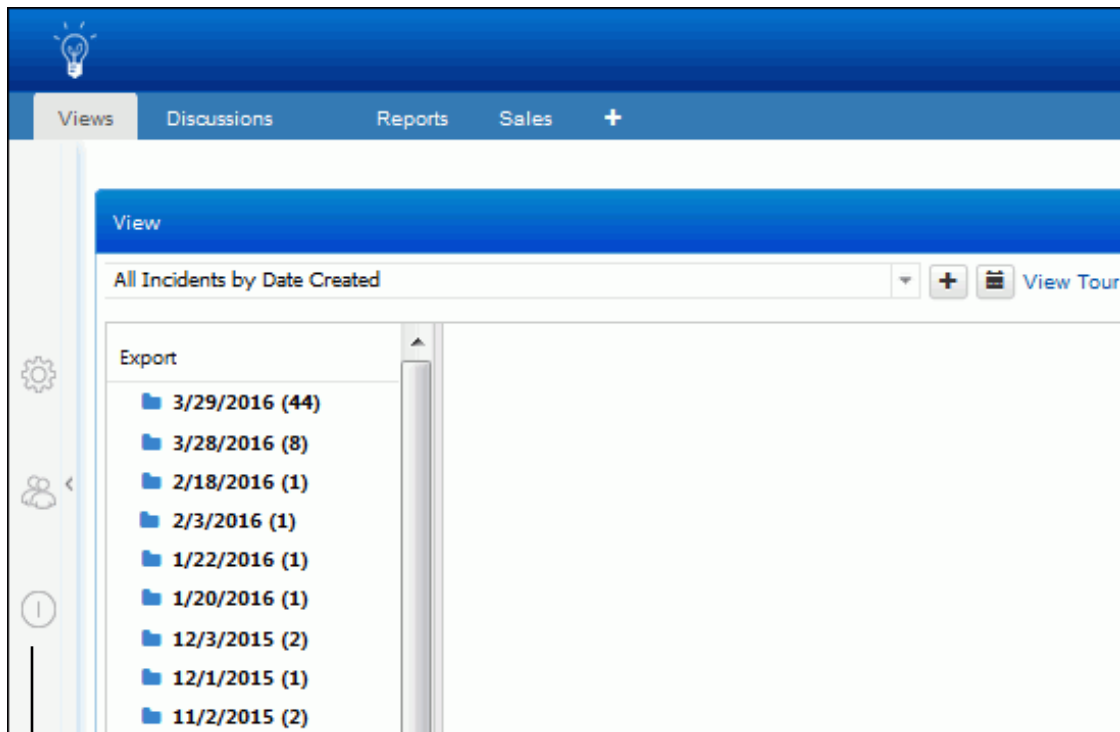 Views Discussions Reports Sales
View
All Incidents by Date Created View Tour
Export
3/29/2016 (44)
3/28/2016 (8)
2/18/2016 (1)
2/3/2016 (1)
1/22/2016 (1)
1/20/2016 (1)
12/3/2015 (2)
12/1/2015 (1)
11/2/2015 (2)